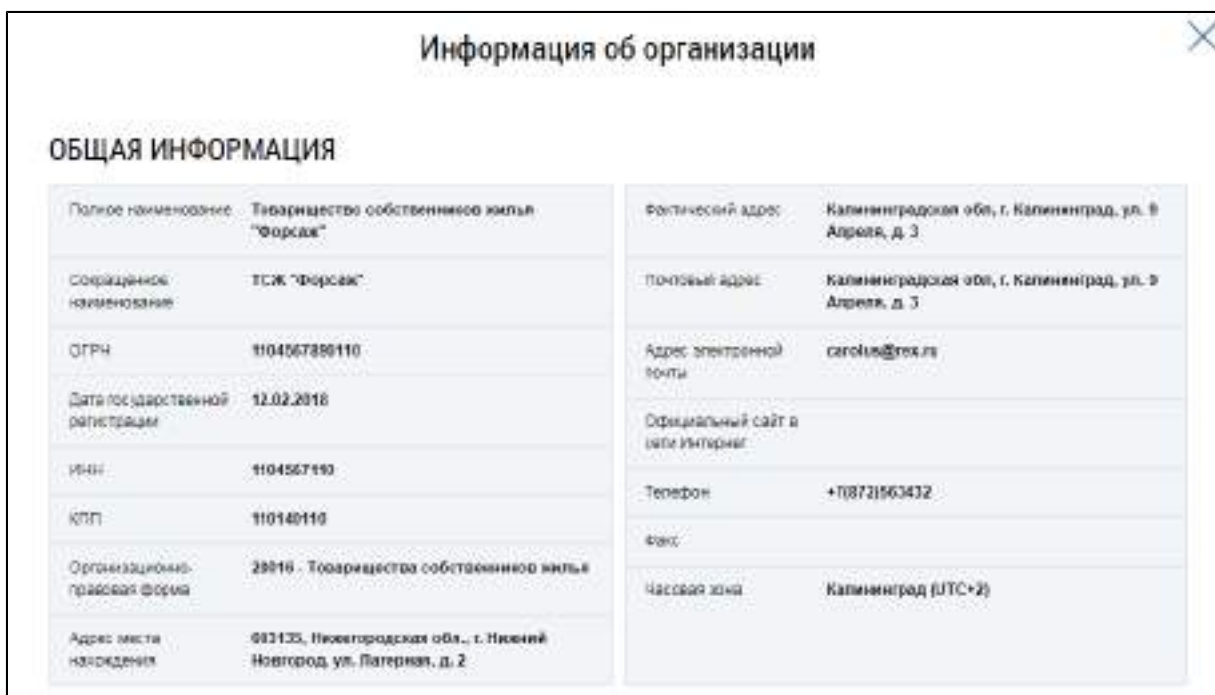 Информация об организации
ОБЩАЯ ИНФОРМАЦИЯ
Полное наименование Товарищество собственников жилья
"Форсаж"
Сокращенное ТСЖ "Форсаж"
наименование
ОГРН
Дата государственной 12.02.2018
регистрации
ИНН 1104567110
КПП 110140110
Организационно- Товарищества собственников жилья
правовая форма
Адрес места Нижегородская обл., г. Нижний
нахождения Новгород, ул. д. 2
Фактический адрес Калининградская обл, г. Калининград, ул. 9
Апреля, д. 3
Почтовый адрес Калининградская обл, г. Калининград, ул. 9
Апреля, д. 3
Адрес электронной carolus@rex.ru
почты
Официальный сайт в
сети Интернет
Телефон +7(872)563432
Факс
Часовая зона Калининград (UTC+2)